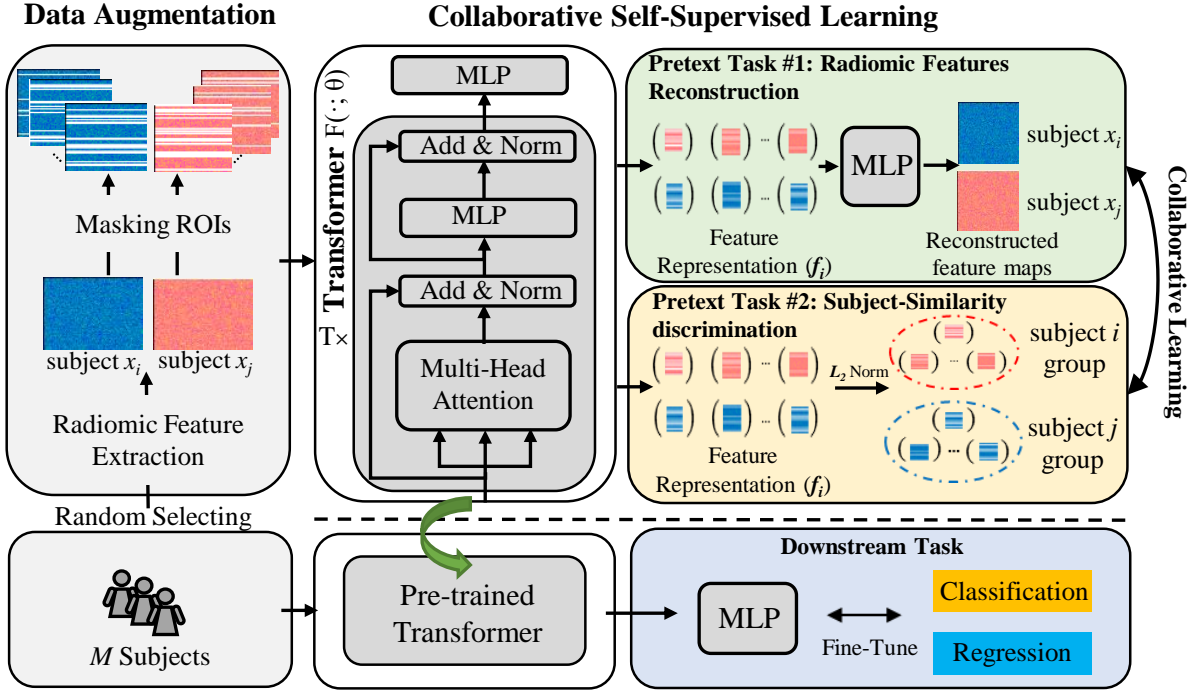 Data Augmentation
Collaborative Self-Supervised Learning
Masking ROIs
subject x_i
subject x_j
Radiomic Feature
Extraction
Random Selecting
M Subjects
Transformer F(·; θ)
T×
MLP
Add & Norm
MLP
Add & Norm
Multi-Head
Attention
Pretext Task #1: Radiomic Features
Reconstruction
( ) ( ) ... ( )
( ) ( ) ... ( )
MLP
subject x_i
subject x_j
Feature
Representation (f_i)
Reconstructed
feature maps
Pretext Task #2: Subject-Similarity
discrimination
( ) ( ) ... ( )
( ) ( ) ... ( )
L_2 Norm
( )
( ) ... ( )
subject i
group
( )
( ) ... ( )
subject j
group
Feature
Representation (f_i)
Collaborative Learning
Pre-trained
Transformer
Downstream Task
MLP
Fine-Tune
Classification
Regression